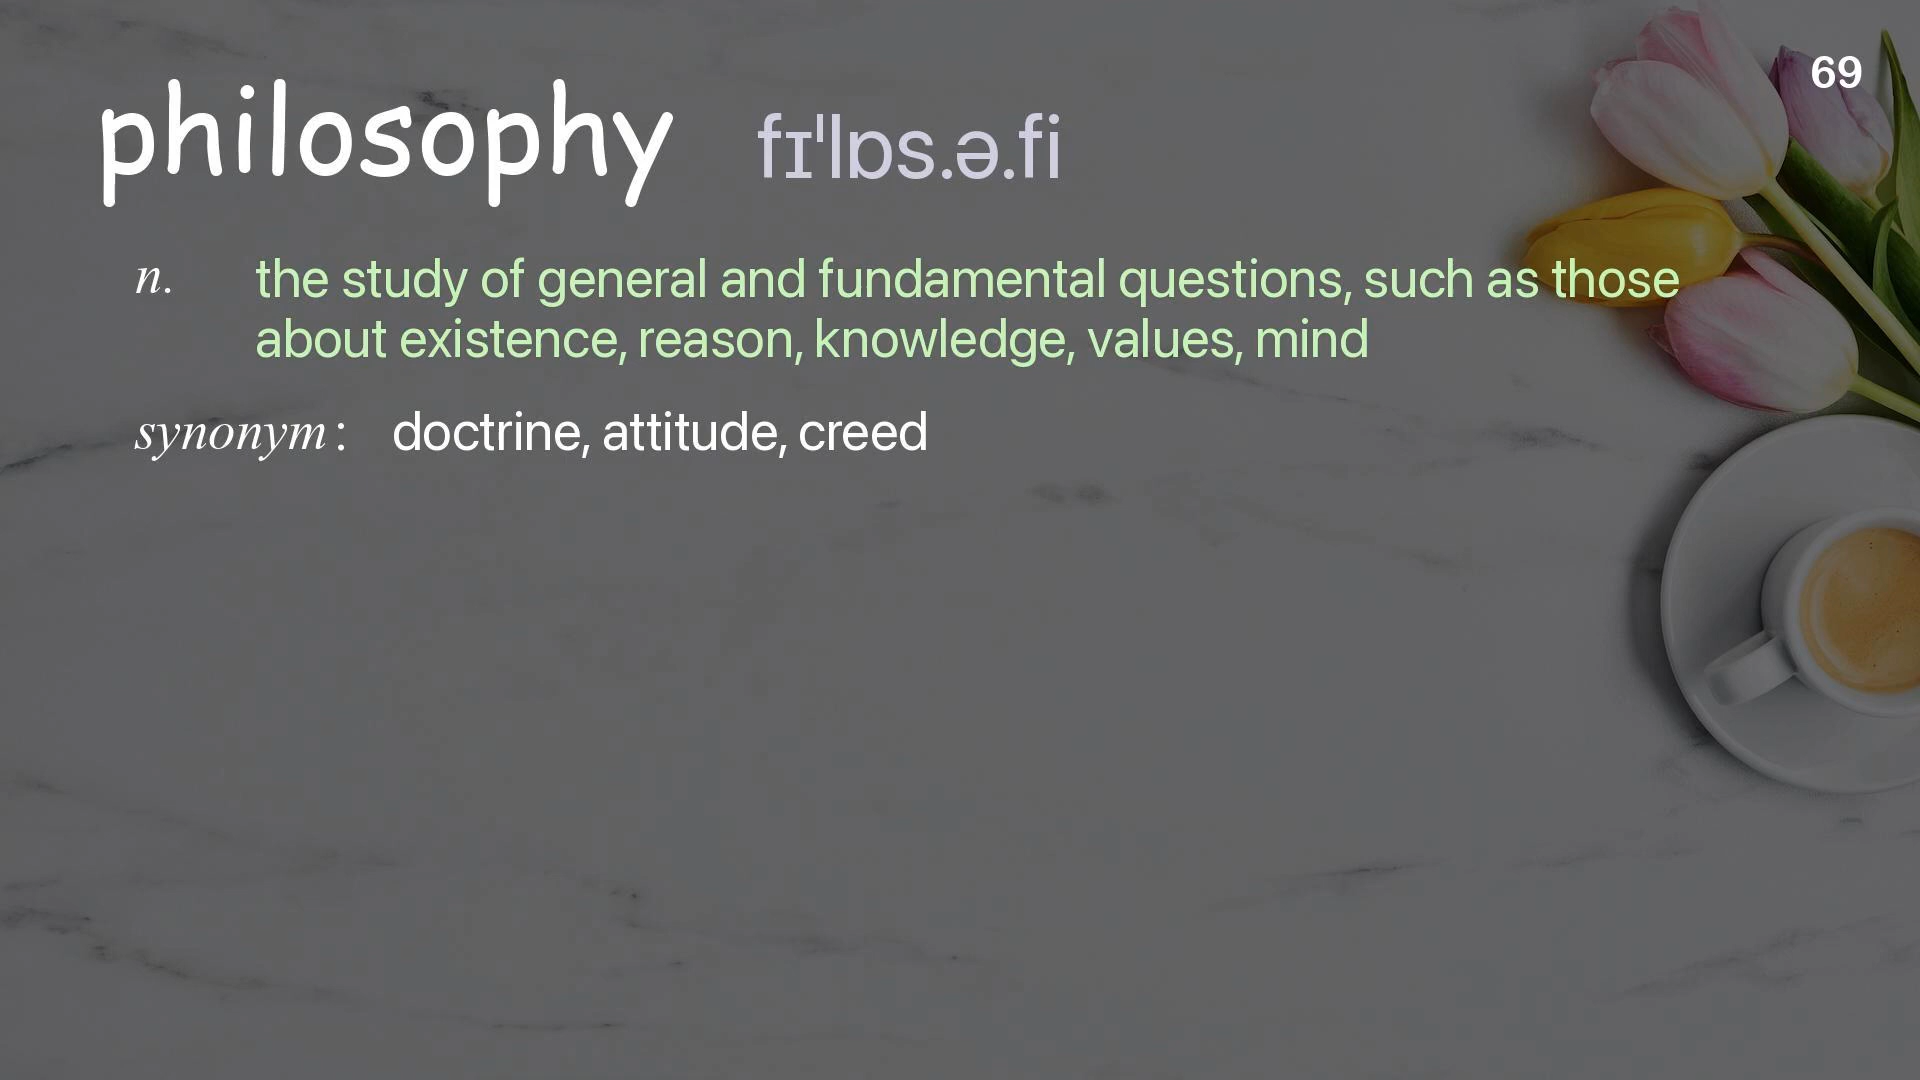 69
philosophy fɪˈlɒs.ə.fi
n. the study of general and fundamental questions, such as those
about existence, reason, knowledge, values, mind
synonym : doctrine, attitude, creed